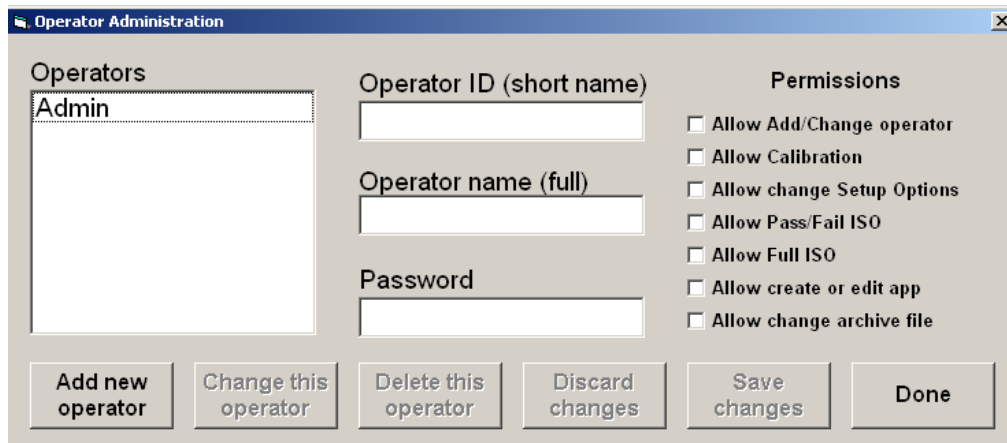 Operator Administration
Operators
Admin
Operator ID (short name)
Operator name (full)
Password
Permissions
Allow Add/Change operator
Allow Calibration
Allow change Setup Options
Allow Pass/Fail ISO
Allow Full ISO
Allow create or edit app
Allow change archive file
Add new
operator
Change this
operator
Delete this
operator
Discard
changes
Save
changes
Done